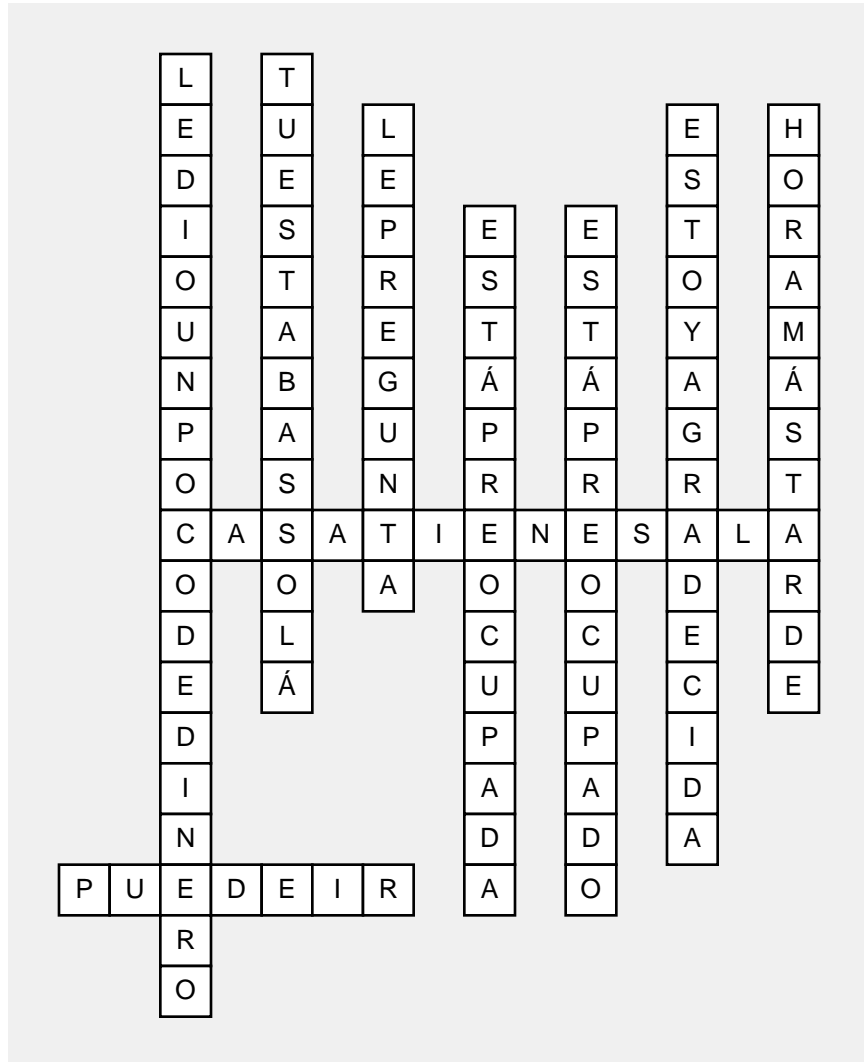 LEDIOUNPOCODEDINERO
TUESTABASSOLÁ
LEPREGUNTA
ESTÁPREOCUPADA
ESTÁPREOCUPADO
ESTOYAGRADECIDA
HORAMÁSTARDE
CASATIENESALA
PUEDEIR